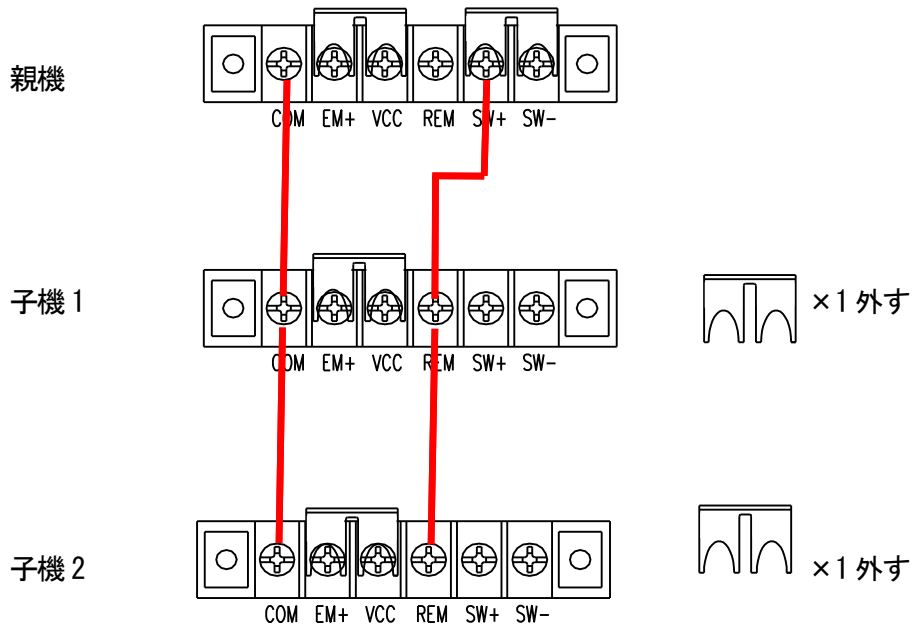 親機
COM EM+ VCC REM SW+ SW-
子機1
×1外す
COM EM+ VCC REM SW+ SW-
子機2
×1外す
COM EM+ VCC REM SW+ SW-